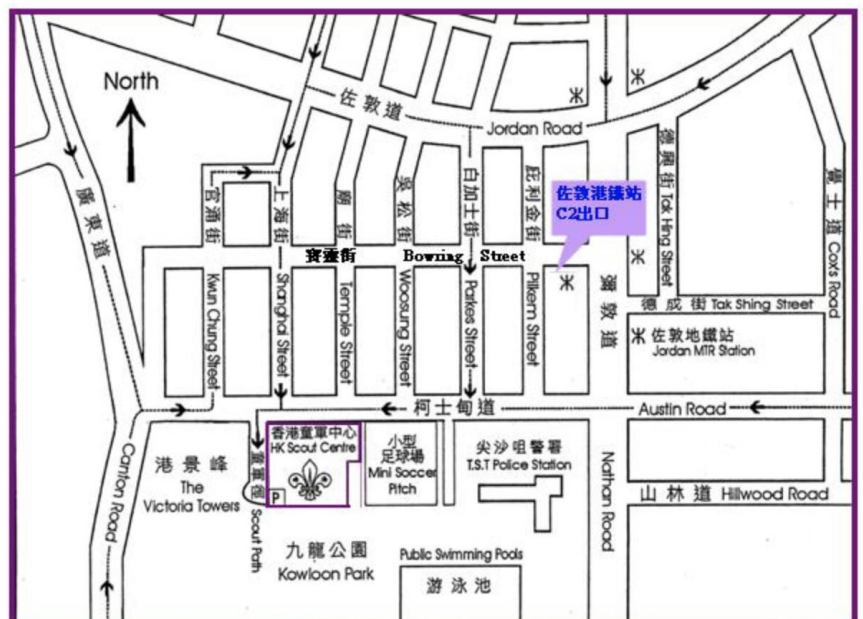 North
佐敦道
Jordan Road
廣東道
官涌街
上海街
廟街
吳松街
白加士街
庇利金街
佐敦港鐵站
C2出口
德興街 Tak Hing Street
覺士道 Cox's Road
寶靈街 Bowring Street
Kwun Chung Street
Shanghai Street
Temple Street
Woosung Street
Parkes Street
Pilkem Street
彌敦道
德成街 Tak Shing Street
佐敦地鐵站
Jordan MTR Station
柯士甸道
Austin Road
Canton Road
港景峰
The
Victoria Towers
童軍徑 Scout Path
香港童軍中心
HK Scout Centre
P
小型
足球場
Mini Soccer
Pitch
尖沙咀警署
T.S.T Police Station
Nathan Road
山林道 Hillwood Road
九龍公園
Kowloon Park
Public Swimming Pools
游泳池